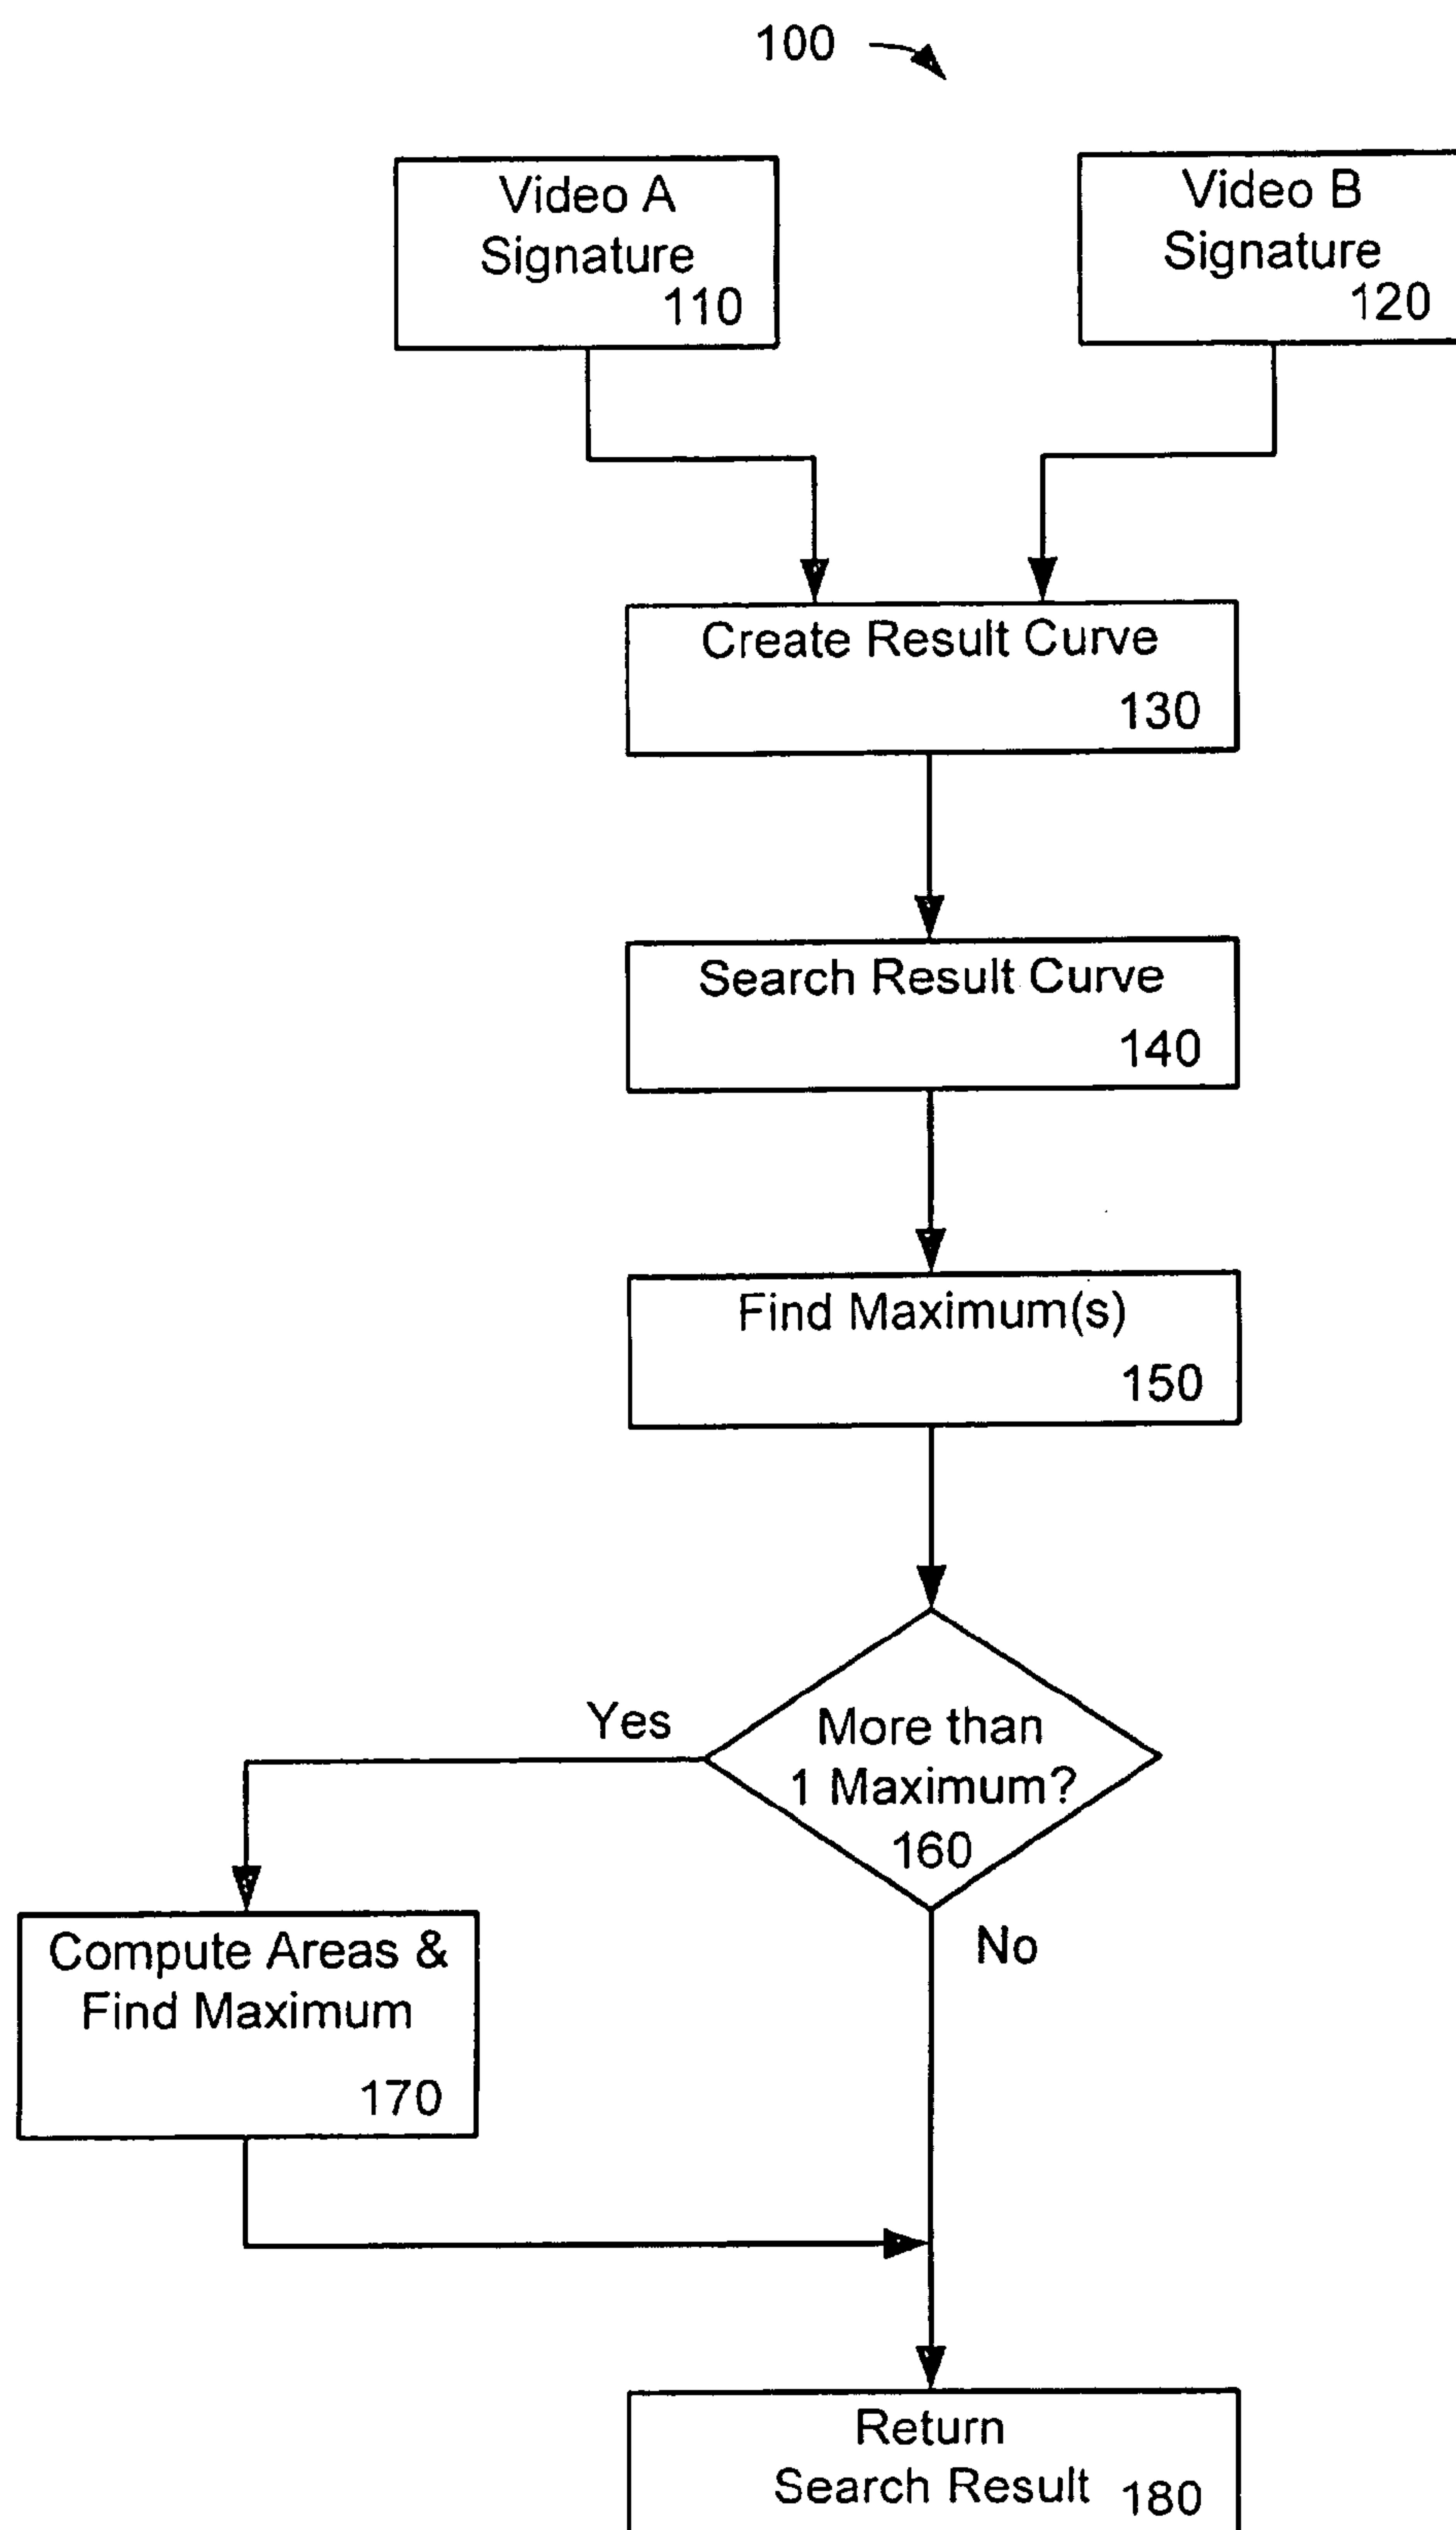 100
Video A
Signature
110
Video B
Signature
120
Create Result Curve
130
Search Result Curve
140
Find Maximum(s)
150
More than
1 Maximum?
160
Yes
No
Compute Areas &
Find Maximum
170
Return
Search Result 180